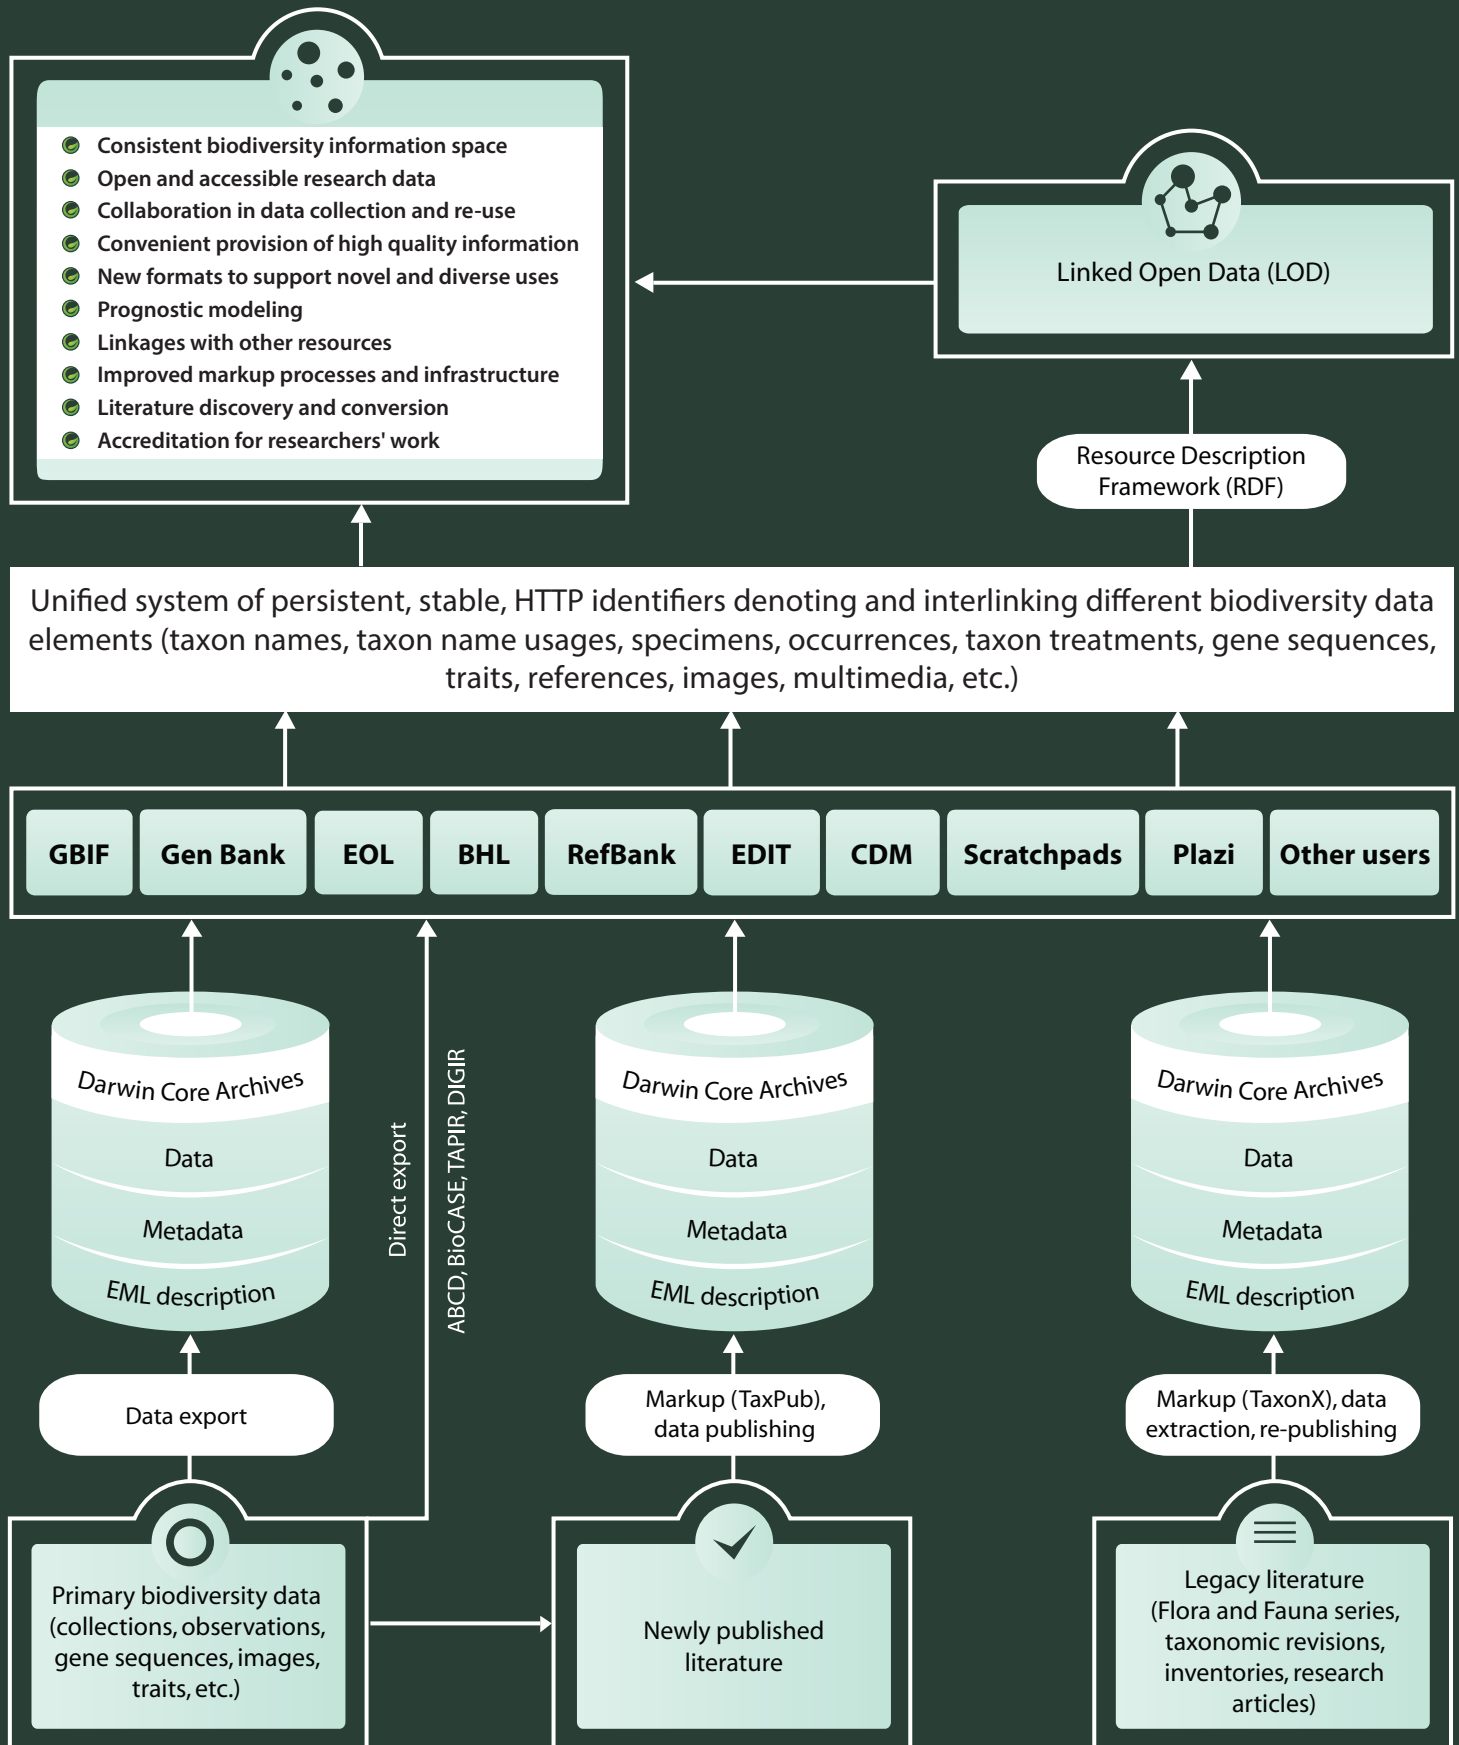 Consistent biodiversity information space
Open and accessible research data
Collaboration in data collection and re-use
Convenient provision of high quality information
New formats to support novel and diverse uses
Prognostic modeling
Linkages with other resources
Improved markup processes and infrastructure
Literature discovery and conversion
Accreditation for researchers' work
Linked Open Data (LOD)
Resource Description
Framework (RDF)
Unified system of persistent, stable, HTTP identifiers denoting and interlinking different biodiversity data
elements (taxon names, taxon name usages, specimens, occurrences, taxon treatments, gene sequences,
traits, references, images, multimedia, etc.)
GBIF
Gen Bank
EOL
BHL
RefBank
EDIT
CDM
Scratchpads
Plazi
Other users
Darwin Core Archives
Data
Metadata
EML description
Direct export
ABCD, BioCASE, TAPIR, DIGIR
Darwin Core Archives
Data
Metadata
EML description
Darwin Core Archives
Data
Metadata
EML description
Data export
Markup (TaxPub),
data publishing
Markup (TaxonX), data
extraction, re-publishing
Primary biodiversity data
(collections, observations,
gene sequences, images,
traits, etc.)
Newly published
literature
Legacy literature
(Flora and Fauna series,
taxonomic revisions,
inventories, research
articles)